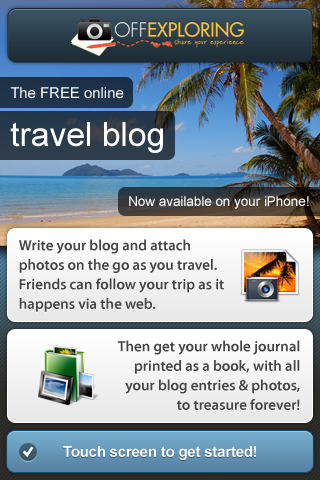 OFFEXPLORING
share your experience
The FREE online
travel blog
Now available on your iPhone!
Write your blog and attach
photos on the go as you travel.
Friends can follow your trip as it
happens via the web.
Then get your whole journal
printed as a book, with all
your blog entries & photos,
to treasure forever!
Touch screen to get started!